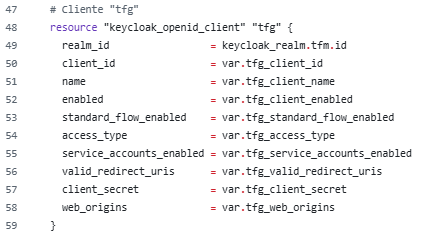 47 # Cliente "tfg"
48 resource "keycloak_openid_client" "tfg" {
49 realm_id = keycloak_realm.tfm.id
50 client_id = var.tfg_client_id
51 name = var.tfg_client_name
52 enabled = var.tfg_client_enabled
53 standard_flow_enabled = var.tfg_standard_flow_enabled
54 access_type = var.tfg_access_type
55 service_accounts_enabled = var.tfg_service_accounts_enabled
56 valid_redirect_uris = var.tfg_valid_redirect_uris
57 client_secret = var.tfg_client_secret
58 web_origins = var.tfg_web_origins
59 }